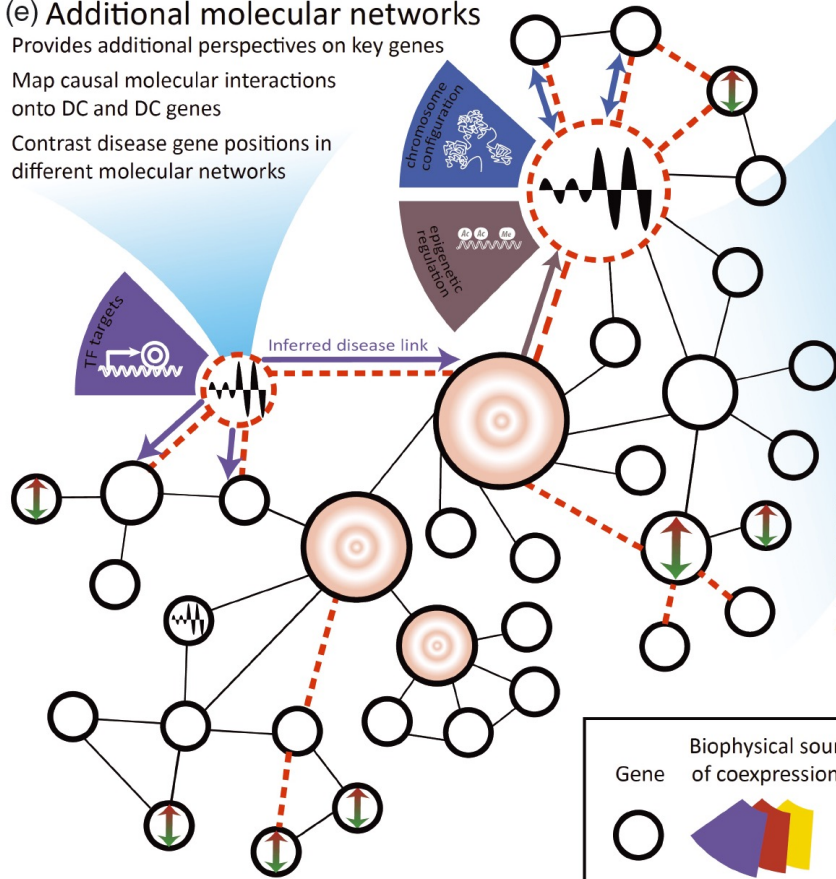 (e) Additional molecular networks
Provides additional perspectives on key genes
Map causal molecular interactions
onto DC and DC genes
Contrast disease gene positions in
different molecular networks
chromosome
configuration
Ac Ac Me
epigenetic
regulation
TF targets
Inferred disease link
Gene
Biophysical sour
of coexpression